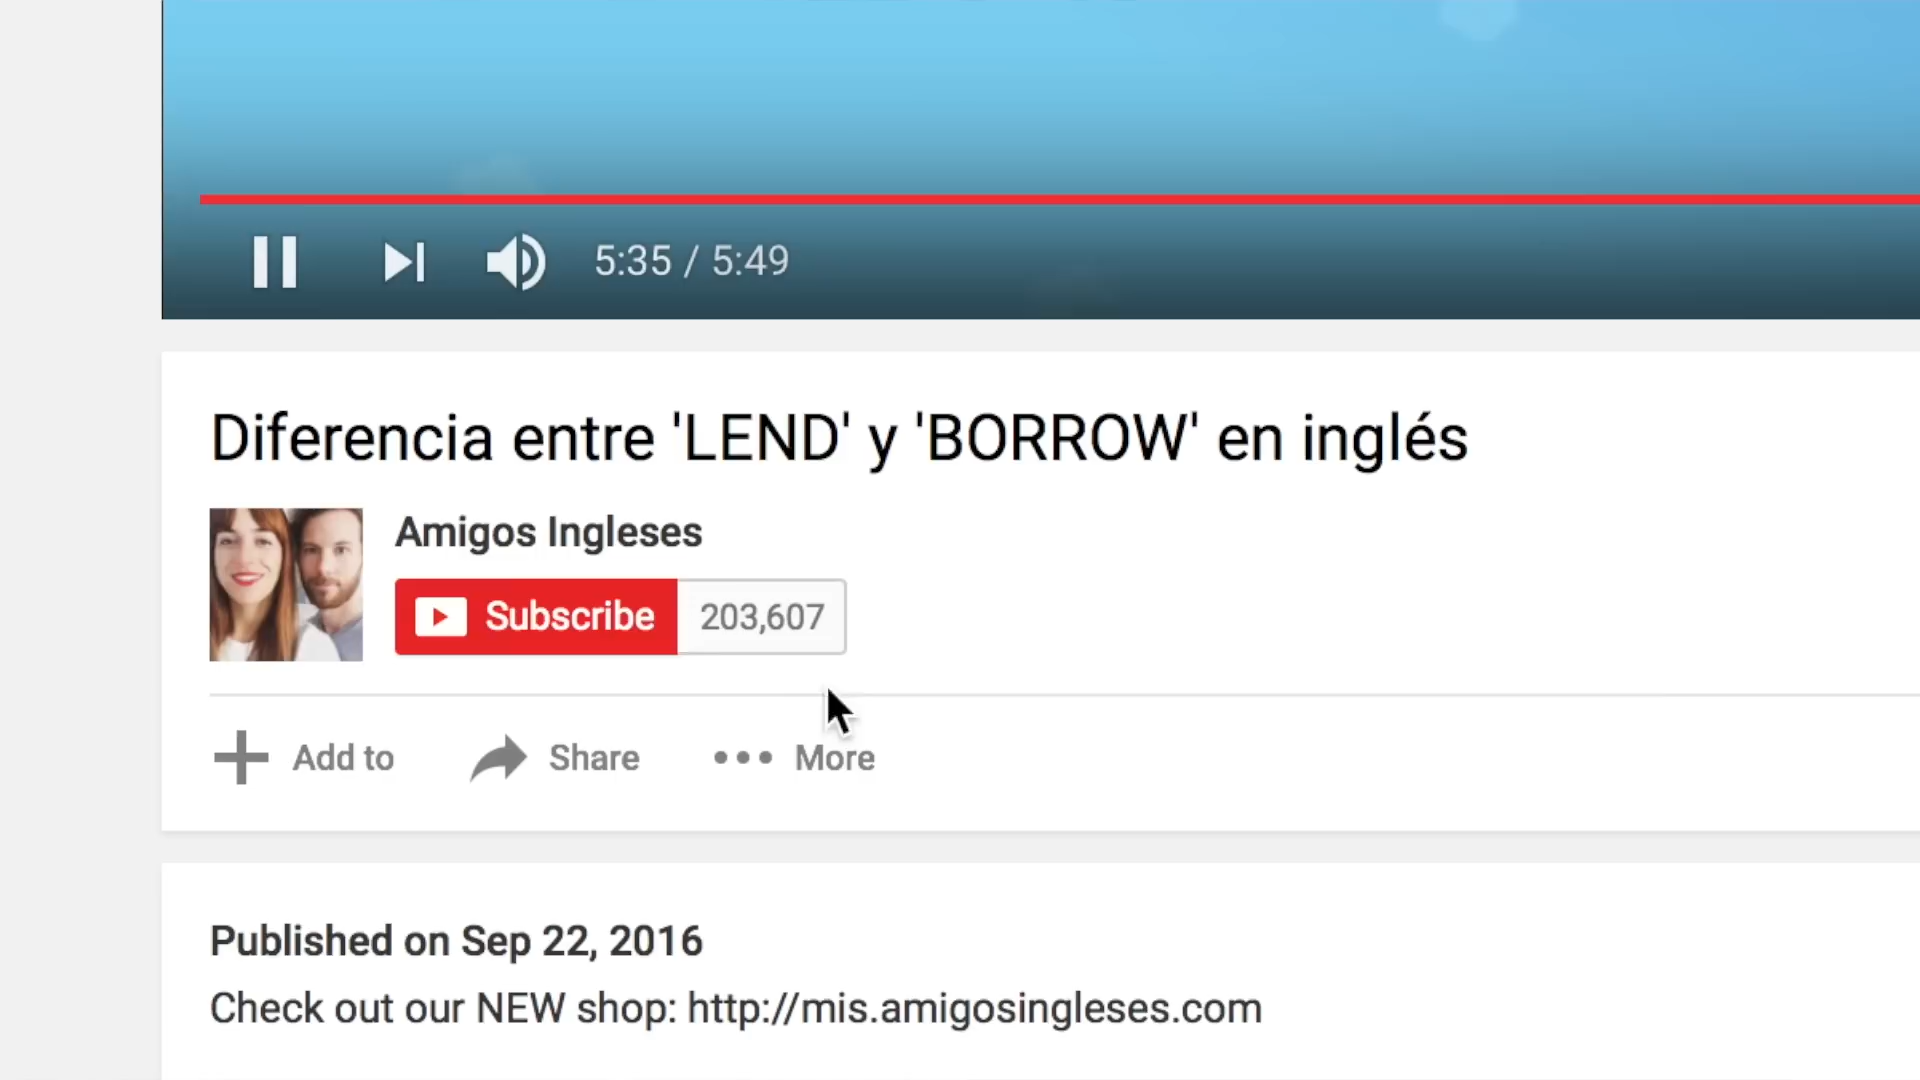 5:35 / 5:49
Diferencia entre 'LEND' y 'BORROW' en inglés
Amigos Ingleses
Subscribe 203,607
Add to Share More
Published on Sep 22, 2016
Check out our NEW shop: http://mis.amigosingleses.com